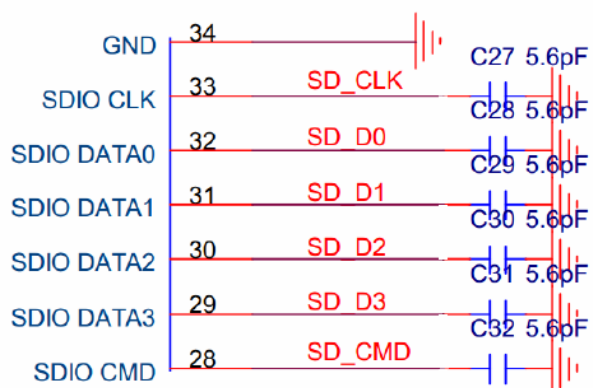 GND 34
C27 5.6pF
SDIO CLK 33 SD_CLK
C28 5.6pF
SDIO DATA0 32 SD_D0
C29 5.6pF
SDIO DATA1 31 SD_D1
C30 5.6pF
SDIO DATA2 30 SD_D2
C31 5.6pF
SDIO DATA3 29 SD_D3
C32 5.6pF
SDIO CMD 28 SD_CMD